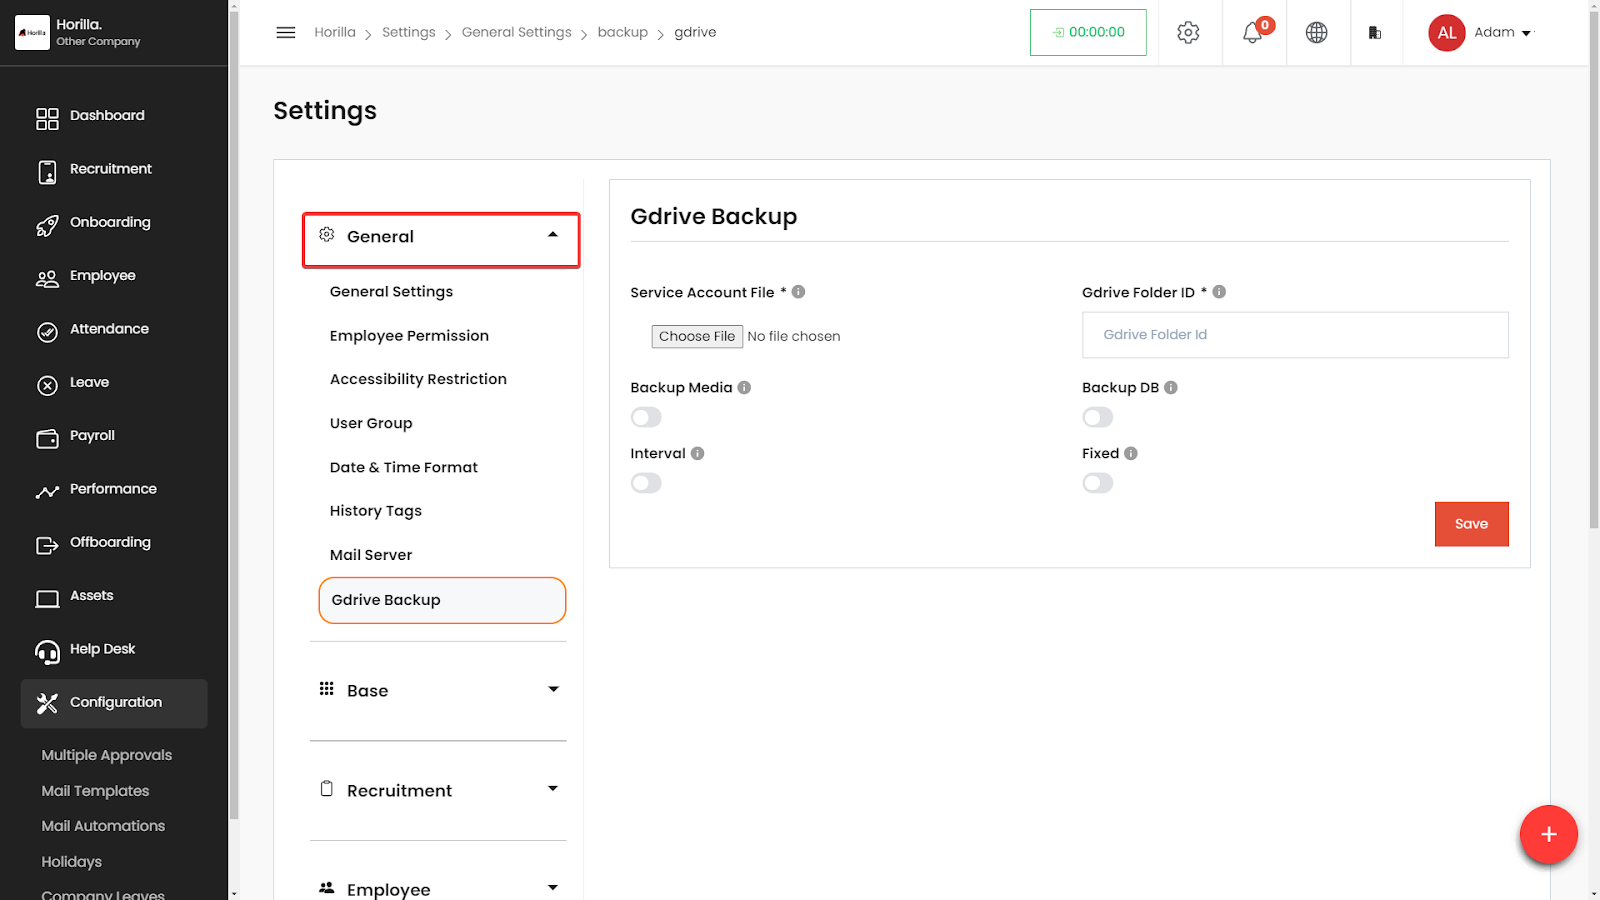 Horilla
Horilla.
Other Company
Dashboard
Recruitment
Onboarding
Employee
Attendance
Leave
Payroll
Performance
Offboarding
Assets
Help Desk
Configuration
Multiple Approvals
Mail Templates
Mail Automations
Holidays
Company Leaves
Horilla > Settings > General Settings > backup > gdrive
00:00:00
0
AL
Adam
Settings
General
General Settings
Employee Permission
Accessibility Restriction
User Group
Date & Time Format
History Tags
Mail Server
Gdrive Backup
Base
Recruitment
Employee
Gdrive Backup
Service Account File *
Choose File No file chosen
Gdrive Folder ID *
Gdrive Folder Id
Backup Media
Backup DB
Interval
Fixed
Save
+